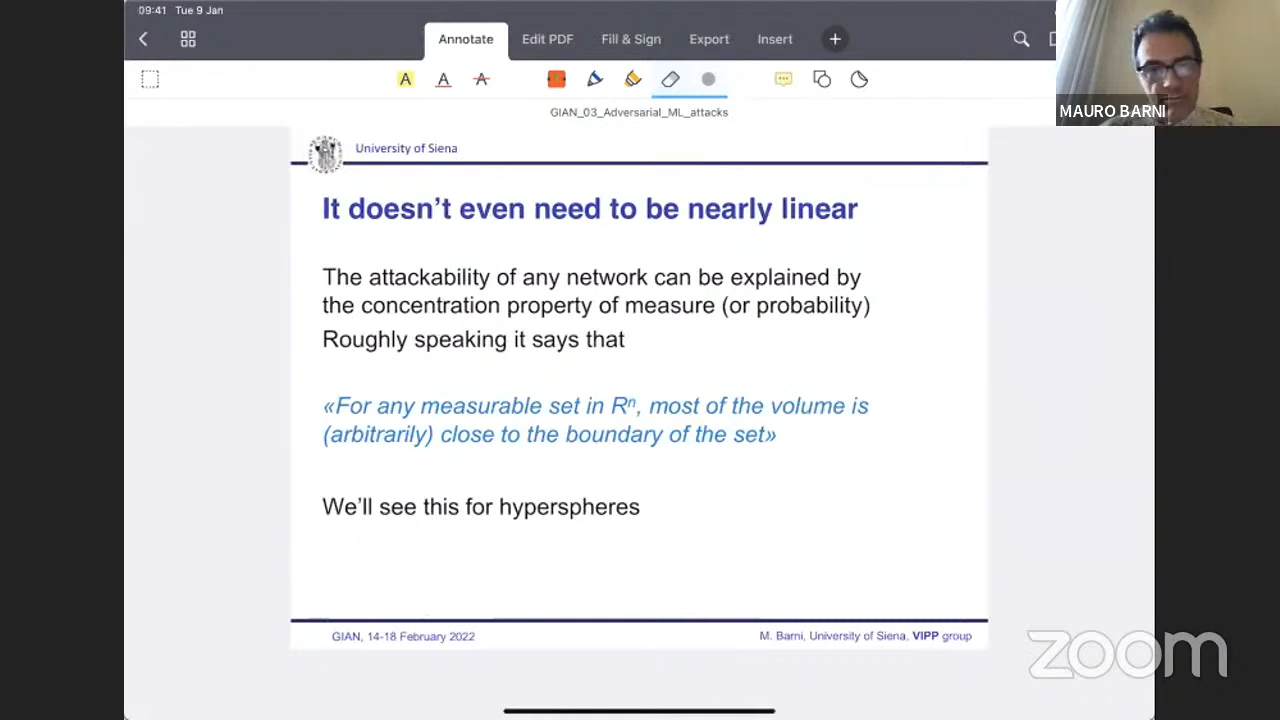 09:41 Tue 9 Jan
Annotate Edit PDF Fill & Sign Export Insert +
A A A
GIAN_03_Adversarial_ML_attacks
MAURO BARNI
University of Siena
It doesn't even need to be nearly linear
The attackability of any network can be explained by
the concentration property of measure (or probability)
Roughly speaking it says that
«For any measurable set in Rⁿ, most of the volume is
(arbitrarily) close to the boundary of the set»
We'll see this for hyperspheres
GIAN, 14-18 February 2022
M. Barni, University of Siena, VIPP group
zoom